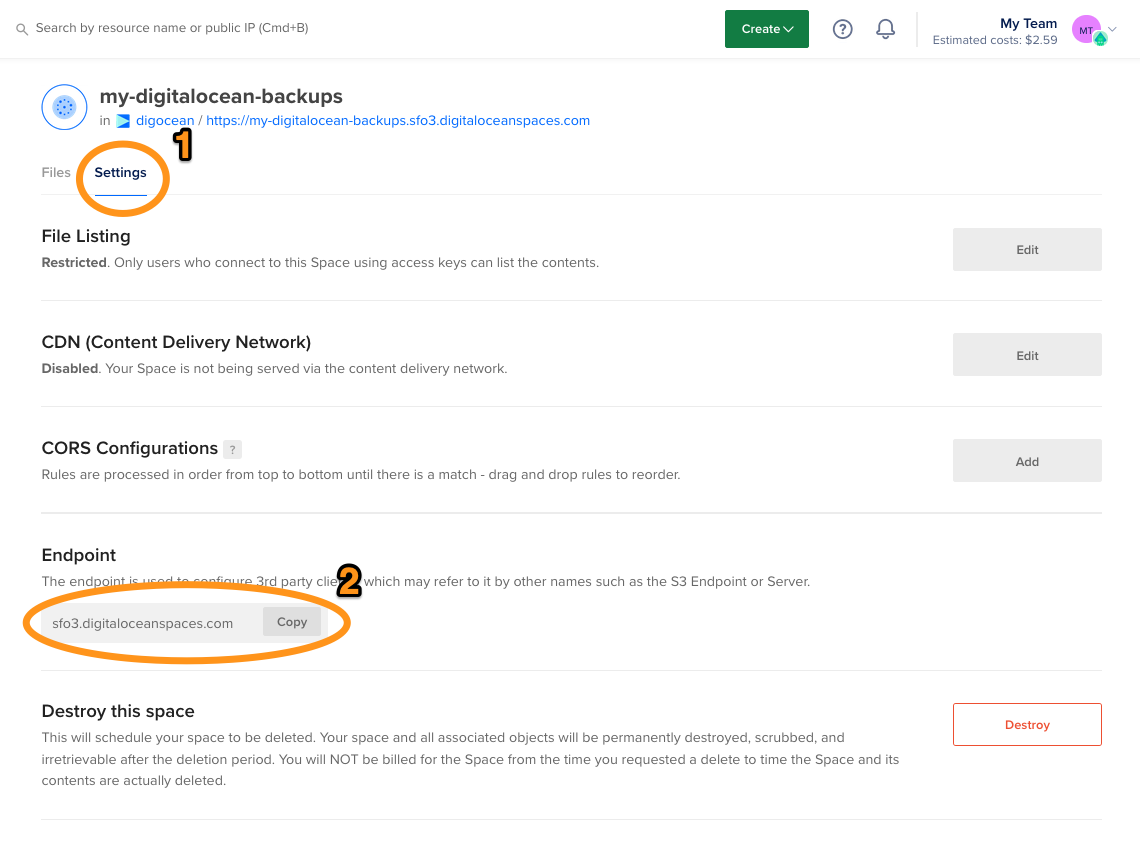 Search by resource name or public IP (Cmd+B)
Create
?
My Team
Estimated costs: $2.59
MT
my-digitalocean-backups
in digocean / https://my-digitalocean-backups.sfo3.digitaloceanspaces.com
1
Files
Settings
File Listing
Restricted. Only users who connect to this Space using access keys can list the contents.
Edit
CDN (Content Delivery Network)
Disabled. Your Space is not being served via the content delivery network.
Edit
CORS Configurations ?
Rules are processed in order from top to bottom until there is a match - drag and drop rules to reorder.
Add
Endpoint
The endpoint is used to configure 3rd party clients, which may refer to it by other names such as the S3 Endpoint or Server.
2
sfo3.digitaloceanspaces.com
Copy
Destroy this space
This will schedule your space to be deleted. Your space and all associated objects will be permanently destroyed, scrubbed, and
irretrievable after the deletion period. You will NOT be billed for the Space from the time you requested a delete to time the Space and its
contents are actually deleted.
Destroy